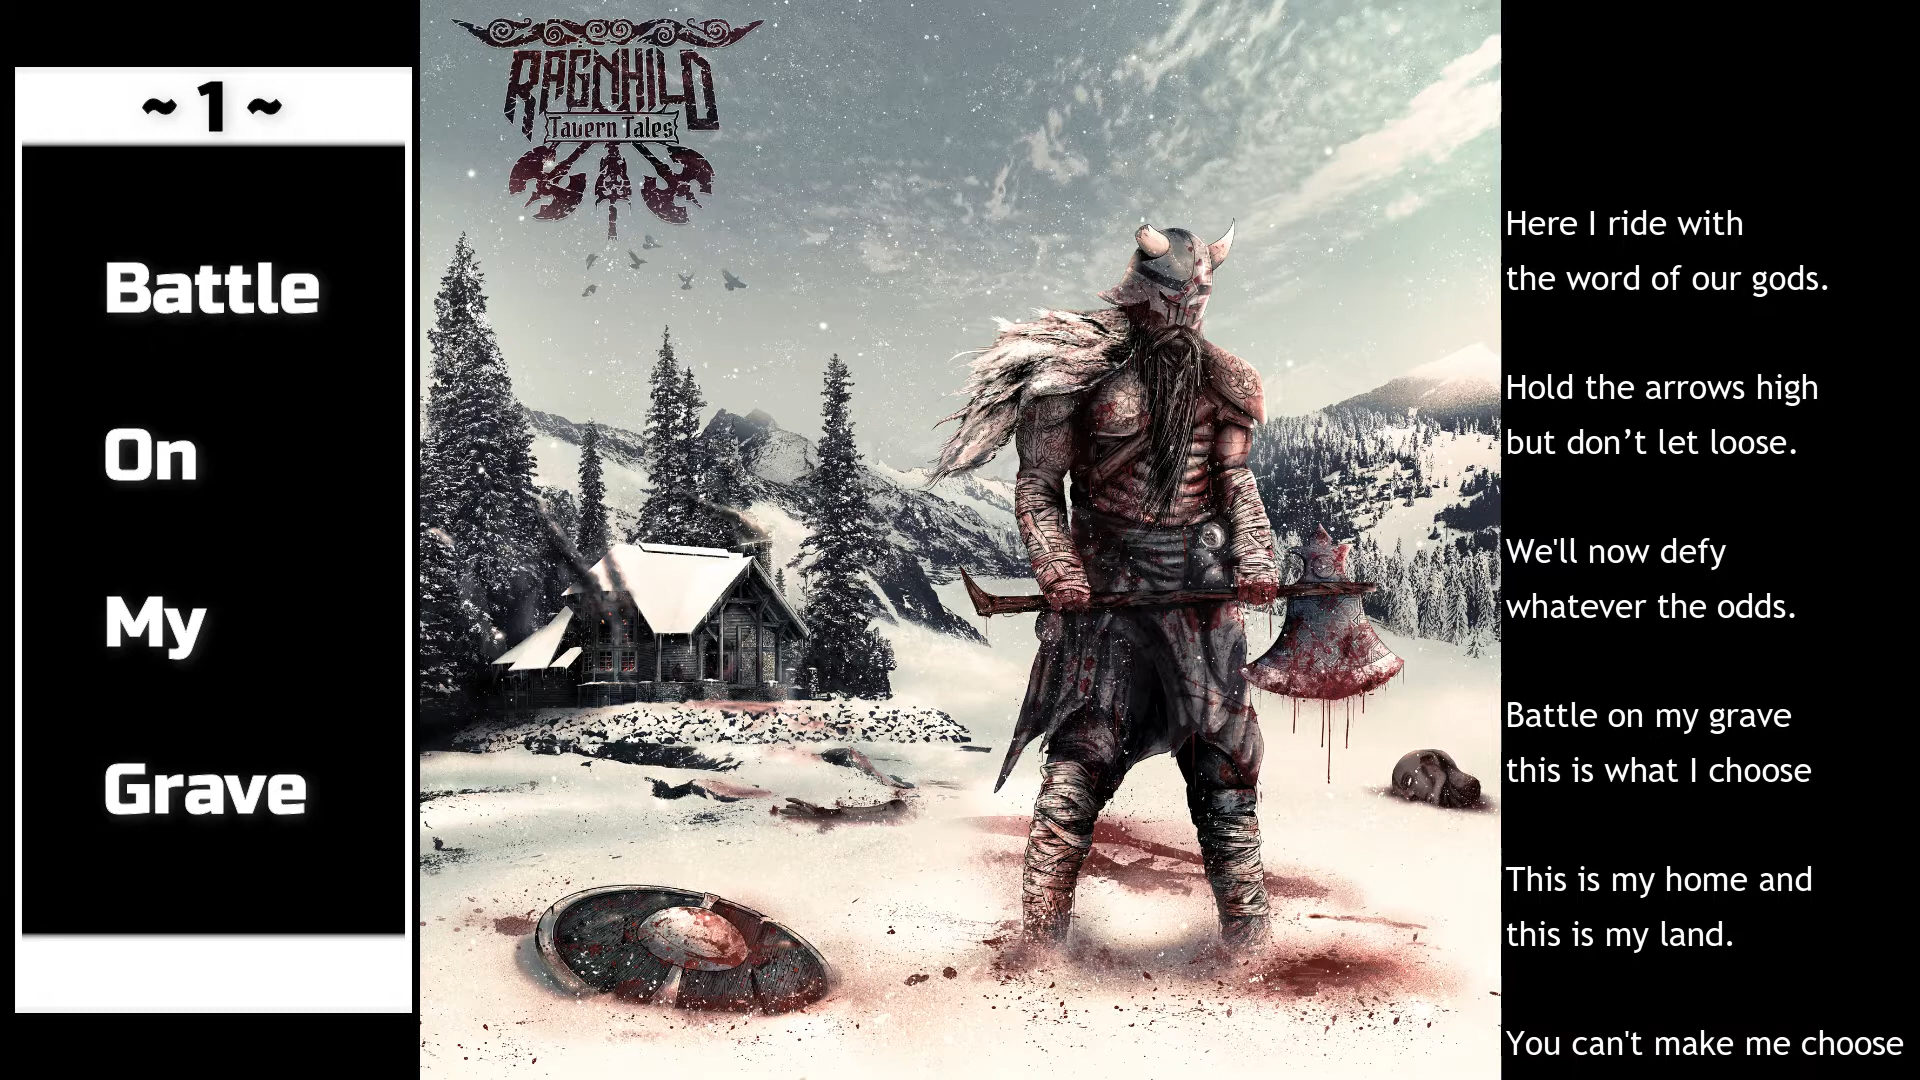 ~ 1 ~
Battle
On
My
Grave
RAGNHILD
Tavern Tales
Here I ride with
the word of our gods.
Hold the arrows high
but don’t let loose.
We'll now defy
whatever the odds.
Battle on my grave
this is what I choose
This is my home and
this is my land.
You can't make me choose